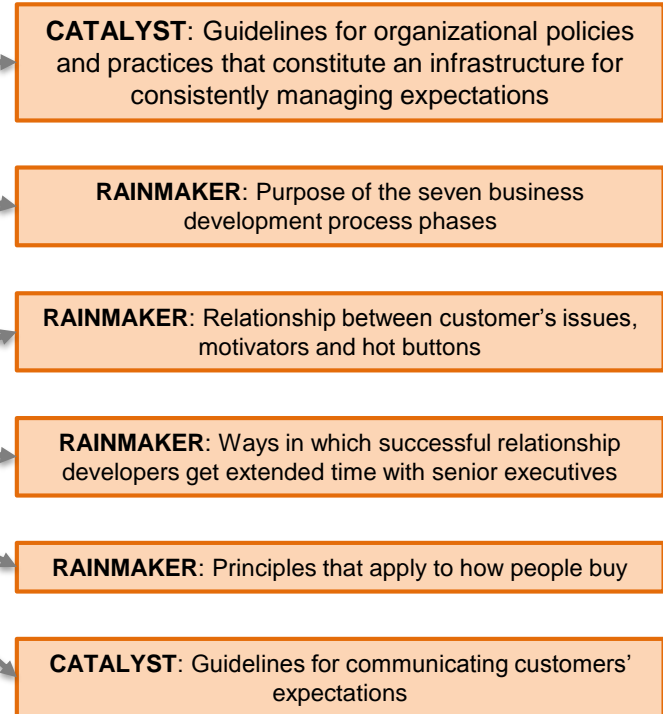 CATALYST: Guidelines for organizational policies
and practices that constitute an infrastructure for
consistently managing expectations
RAINMAKER: Purpose of the seven business
development process phases
RAINMAKER: Relationship between customer’s issues,
motivators and hot buttons
RAINMAKER: Ways in which successful relationship
developers get extended time with senior executives
RAINMAKER: Principles that apply to how people buy
CATALYST: Guidelines for communicating customers’
expectations